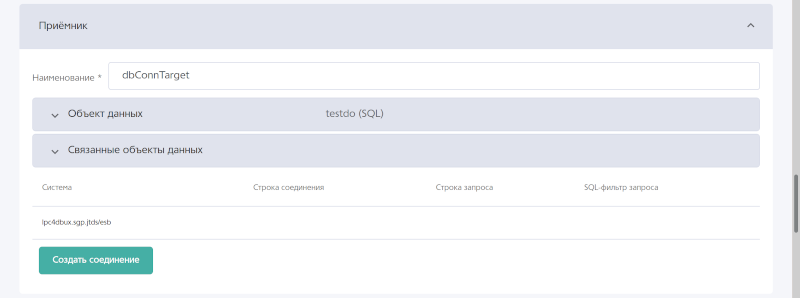 Приёмник
Наименование * dbConnTarget
Объект данных testdo (SQL)
Связанные объекты данных
Система Строка соединения Строка запроса SQL-фильтр запроса
ipc4dbux.sgp.jtds/esb
Создать соединение